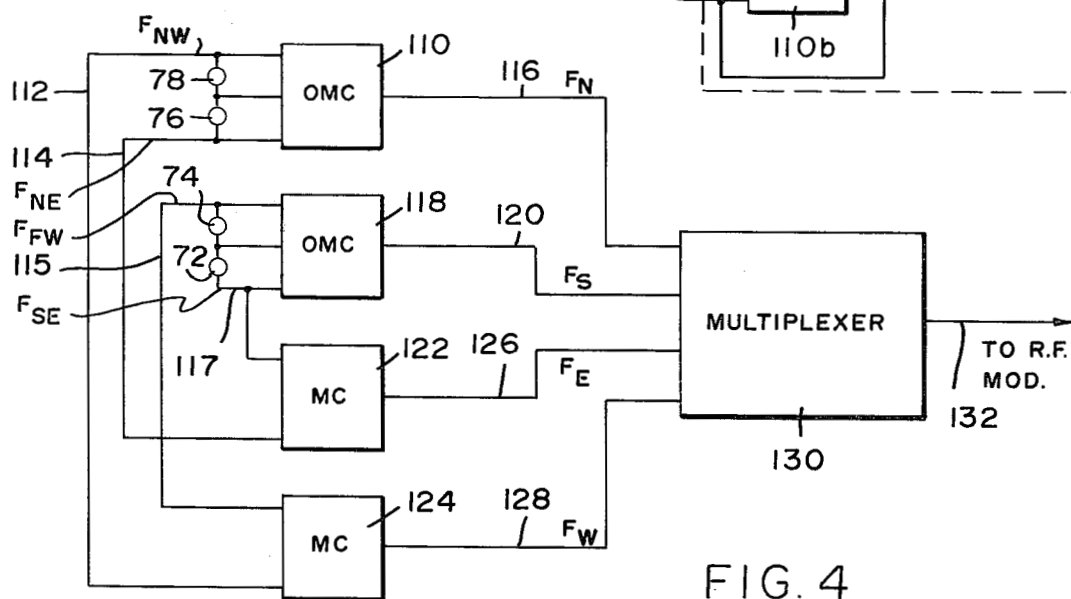 110b
F_NW
78
OMC
110
116
F_N
112
76
114
F_NE
74
F_FW
115
72
OMC
118
120
F_S
F_SE
117
MC
122
126
F_E
MULTIPLEXER
130
TO R.F.
MOD.
132
MC
124
128
F_W
FIG. 4